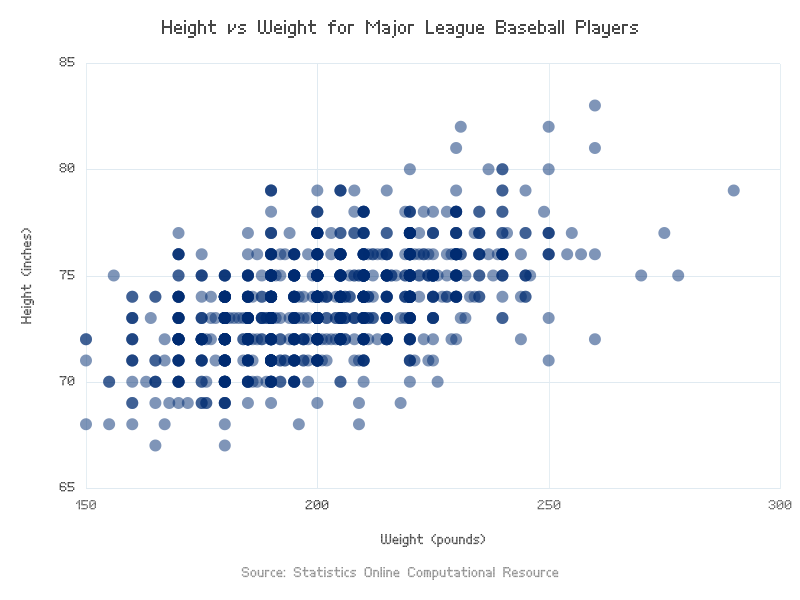 Height vs Weight for Major League Baseball Players
85
80
75
70
65
Height (inches)
150 200 250 300
Weight (pounds)
Source: Statistics Online Computational Resource